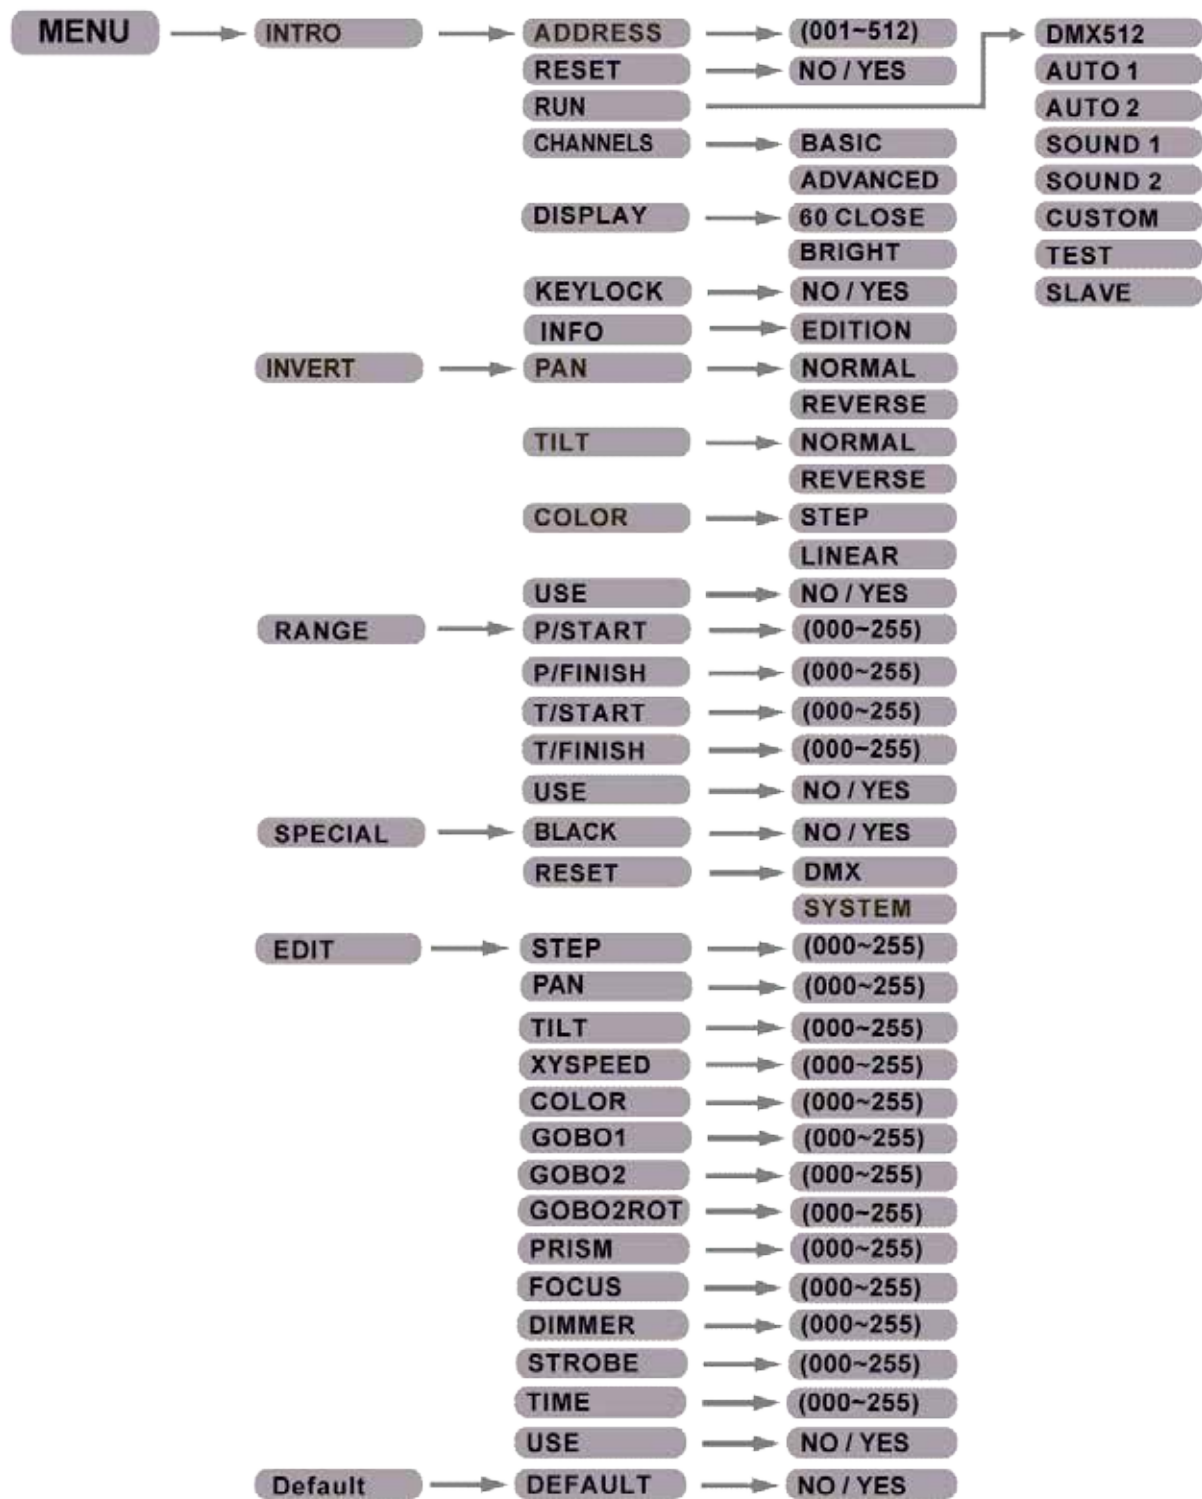 MENU INTRO ADDRESS (001~512) DMX512
RESET NO / YES AUTO 1
RUN AUTO 2
CHANNELS BASIC SOUND 1
ADVANCED SOUND 2
DISPLAY 60 CLOSE CUSTOM
BRIGHT TEST
KEYLOCK NO / YES SLAVE
INFO EDITION
INVERT PAN NORMAL
REVERSE
TILT NORMAL
REVERSE
COLOR STEP
LINEAR
USE NO / YES
RANGE P/START (000~255)
P/FINISH (000~255)
T/START (000~255)
T/FINISH (000~255)
USE NO / YES
SPECIAL BLACK NO / YES
RESET DMX
SYSTEM
EDIT STEP (000~255)
PAN (000~255)
TILT (000~255)
XYSPEED (000~255)
COLOR (000~255)
GOBO1 (000~255)
GOBO2 (000~255)
GOBO2ROT (000~255)
PRISM (000~255)
FOCUS (000~255)
DIMMER (000~255)
STROBE (000~255)
TIME (000~255)
USE NO / YES
Default DEFAULT NO / YES